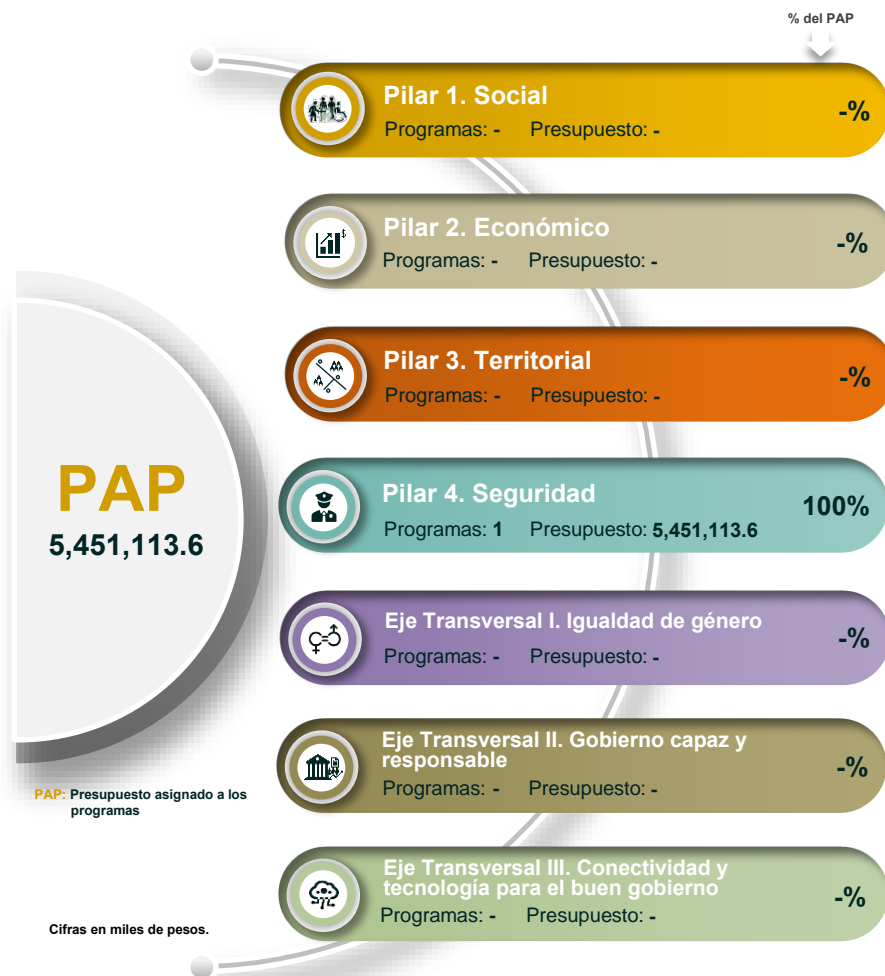 % del PAP
Pilar 1. Social
Programas: - Presupuesto: -
-%
Pilar 2. Económico
Programas: - Presupuesto: -
-%
Pilar 3. Territorial
Programas: - Presupuesto: -
-%
PAP
5,451,113.6
Pilar 4. Seguridad
Programas: 1 Presupuesto: 5,451,113.6
100%
Eje Transversal I. Igualdad de género
Programas: - Presupuesto: -
-%
Eje Transversal II. Gobierno capaz y
responsable
Programas: - Presupuesto: -
-%
PAP: Presupuesto asignado a los
programas
Eje Transversal III. Conectividad y
tecnología para el buen gobierno
Programas: - Presupuesto: -
-%
Cifras en miles de pesos.